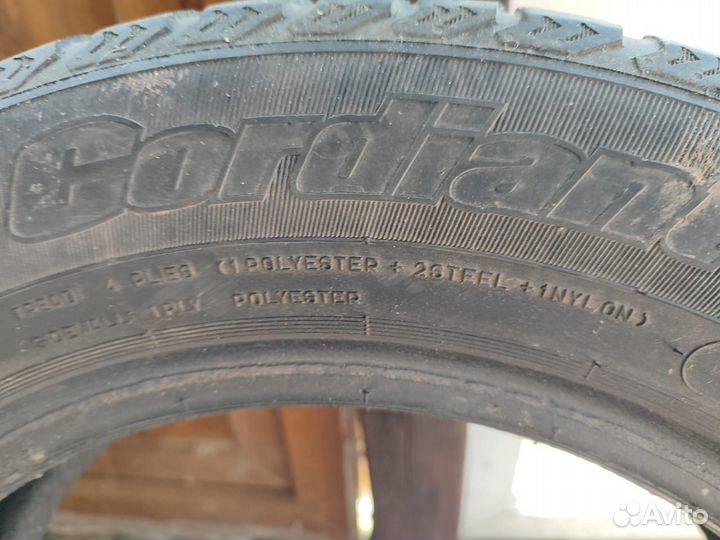 Cordiant
TREAD 4 PLIES (1 POLYESTER + 2STEEL + 1NYLON)
SIDEWALL 1PLY POLYESTER
Avito